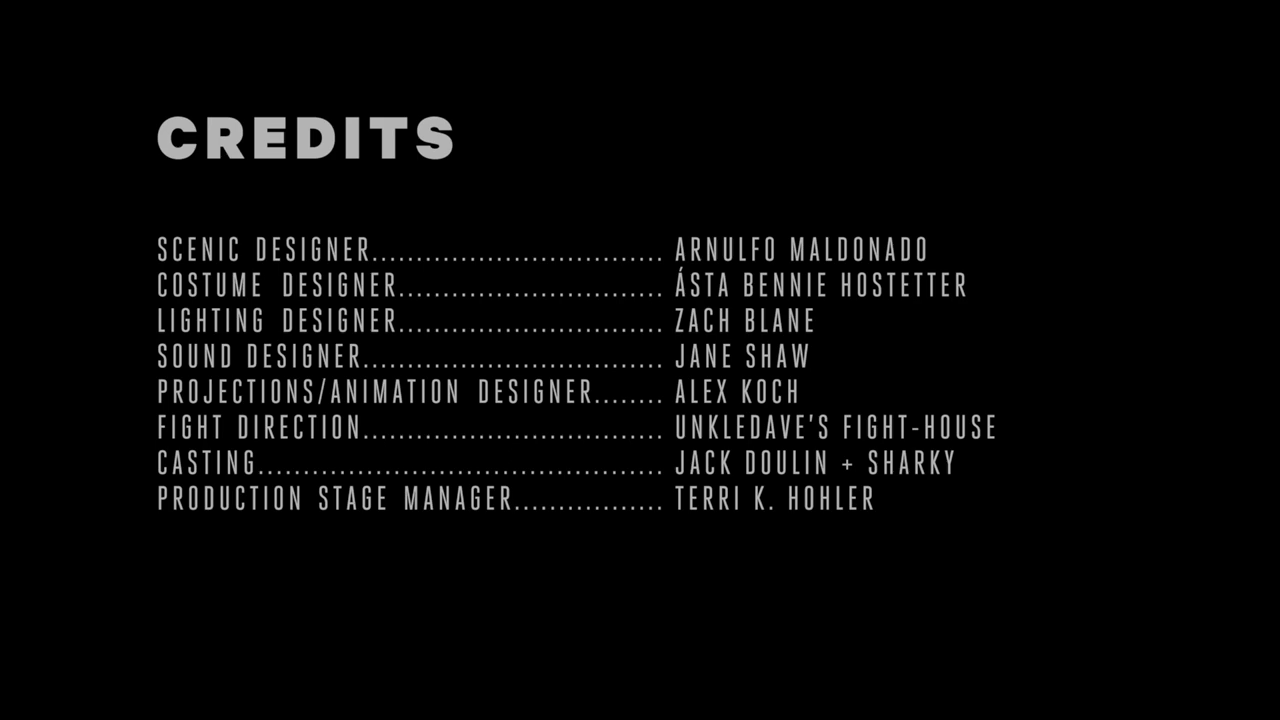 CREDITS
SCENIC DESIGNER................................. ARNULFO MALDONADO
COSTUME DESIGNER.............................. ÁSTA BENNIE HOSTETTER
LIGHTING DESIGNER.............................. ZACH BLANE
SOUND DESIGNER.................................. JANE SHAW
PROJECTIONS/ANIMATION DESIGNER........ ALEX KOCH
FIGHT DIRECTION.................................. UNKLEDAVE'S FIGHT-HOUSE
CASTING.............................................. JACK DOULIN + SHARKY
PRODUCTION STAGE MANAGER................. TERRI K. HOHLER